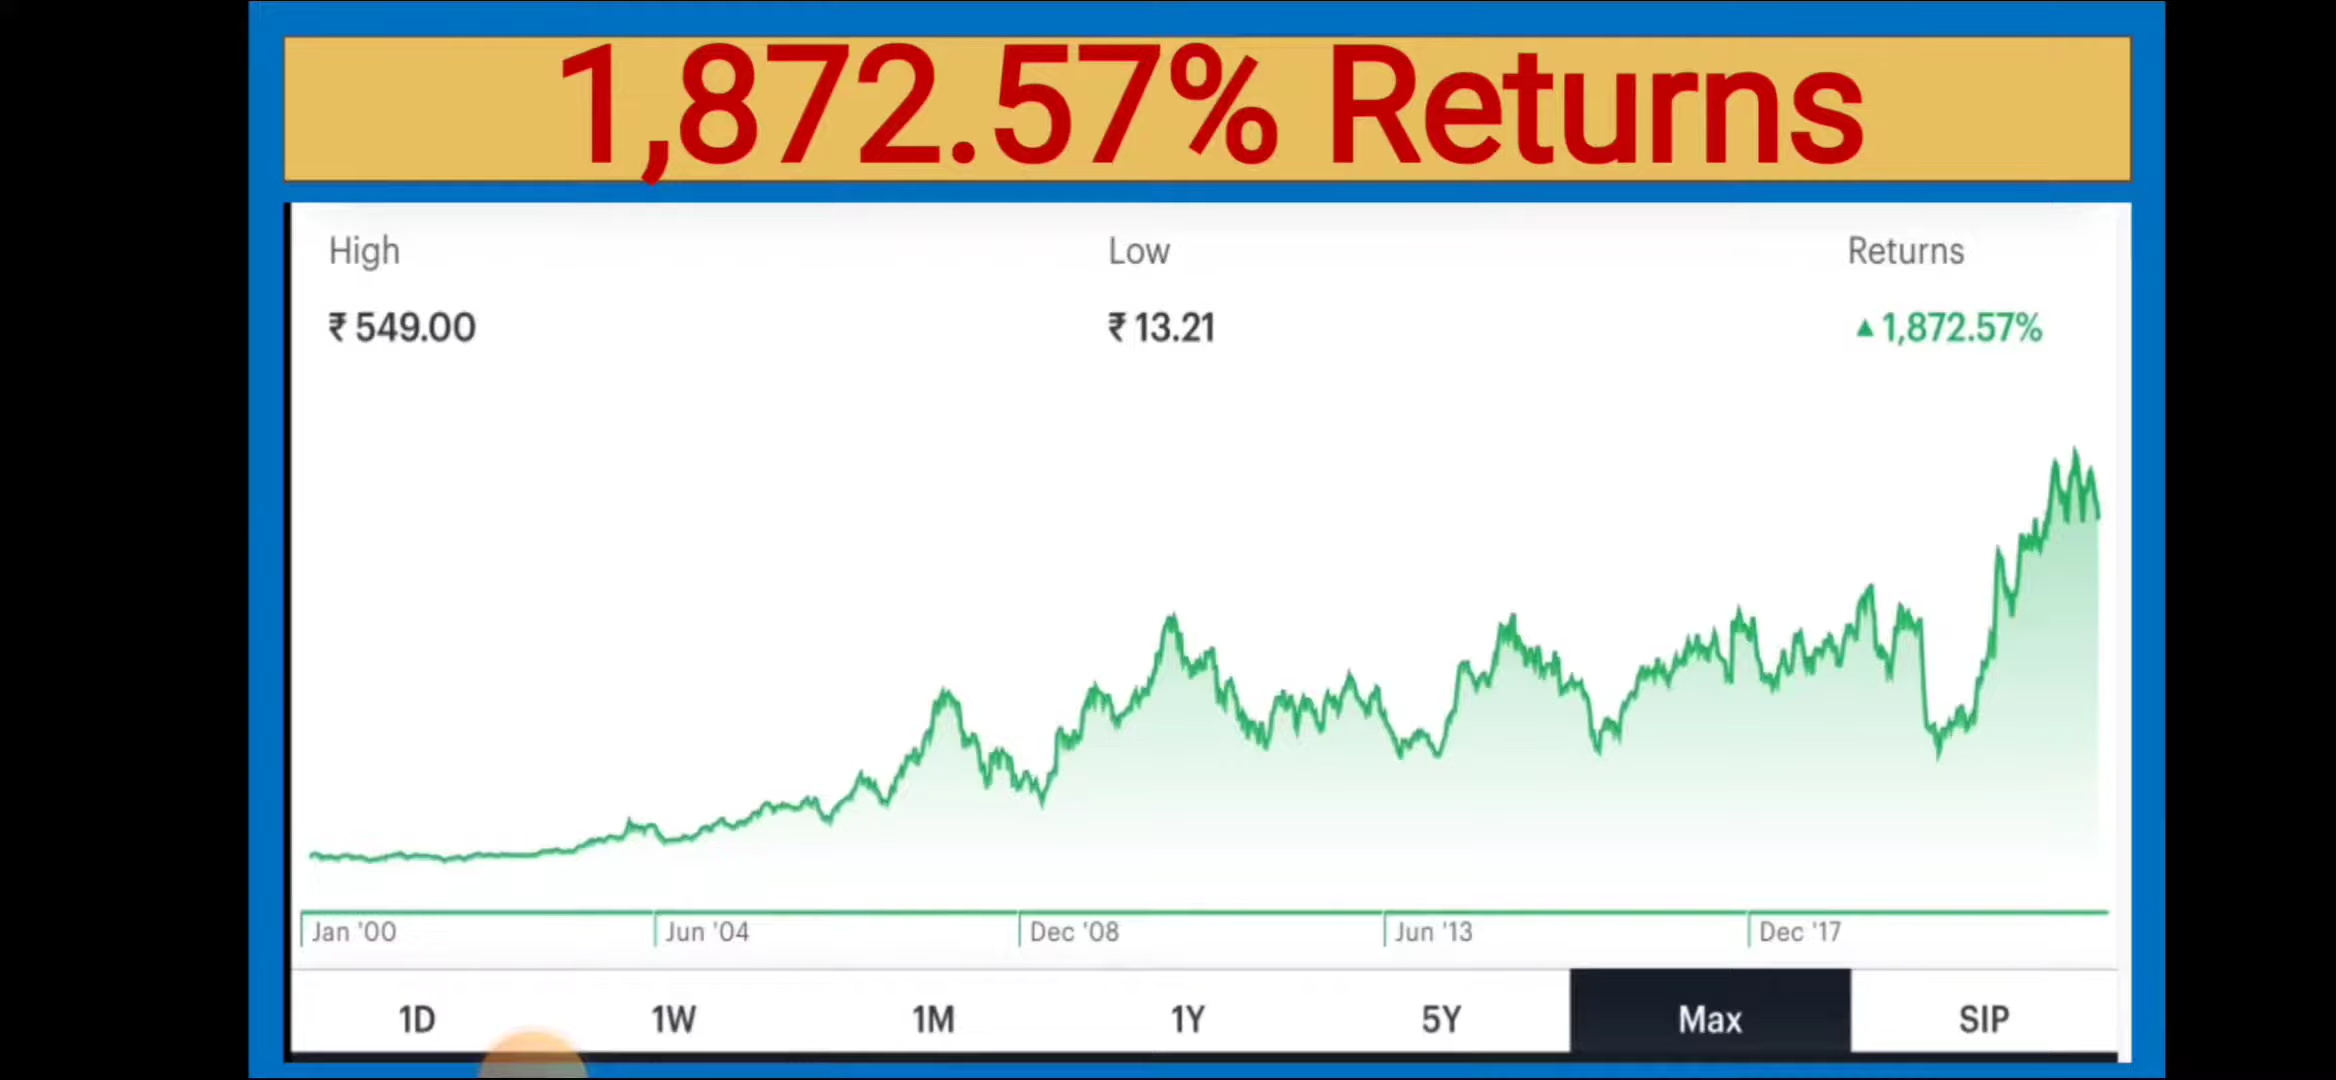 1,872.57% Returns
High Low Returns
₹ 549.00 ₹ 13.21 ▲ 1,872.57%
Jan '00 Jun '04 Dec '08 Jun '13 Dec '17
1D 1W 1M 1Y 5Y Max SIP